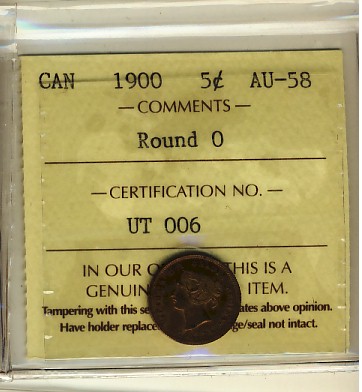 CAN 1900 5¢ AU-58
— COMMENTS —
Round 0
— CERTIFICATION NO. —
UT 006
IN OUR THIS IS A
ITEM.
Tampering with this above opinion.
Have holder not intact.